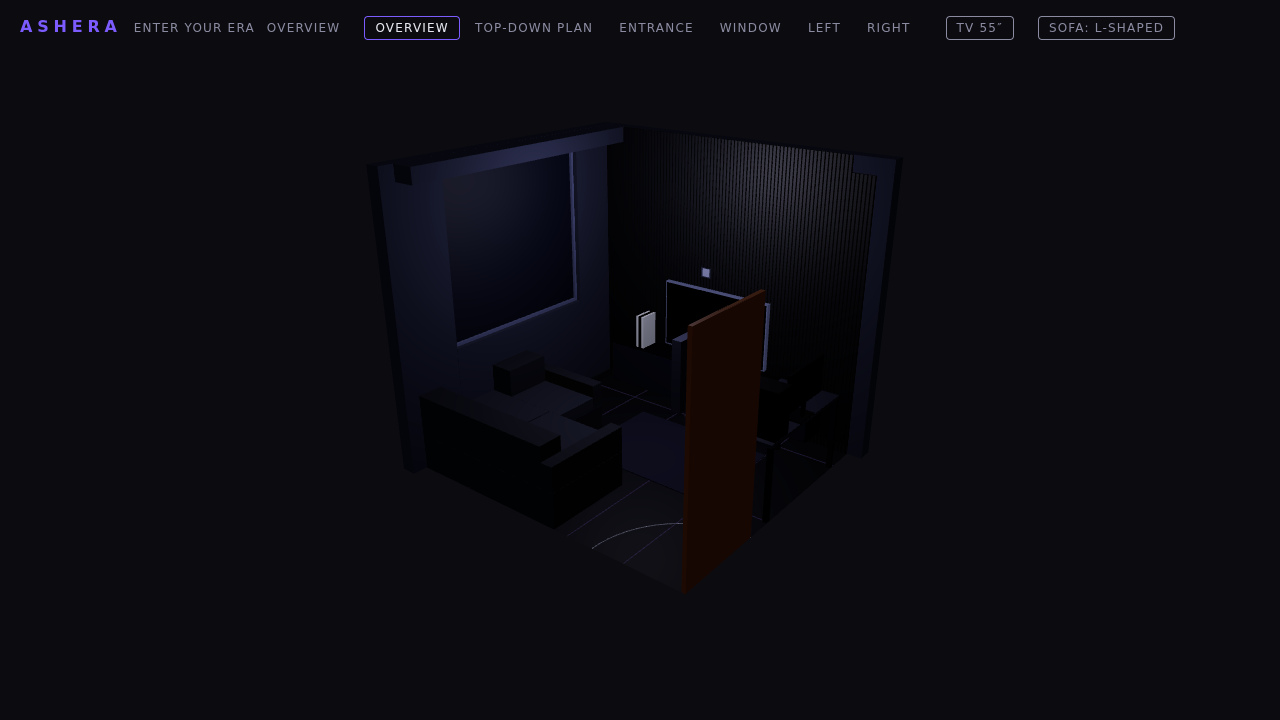 ASHERA ENTER YOUR ERA OVERVIEW OVERVIEW TOP-DOWN PLAN ENTRANCE WINDOW LEFT RIGHT TV 55″ SOFA: L-SHAPED